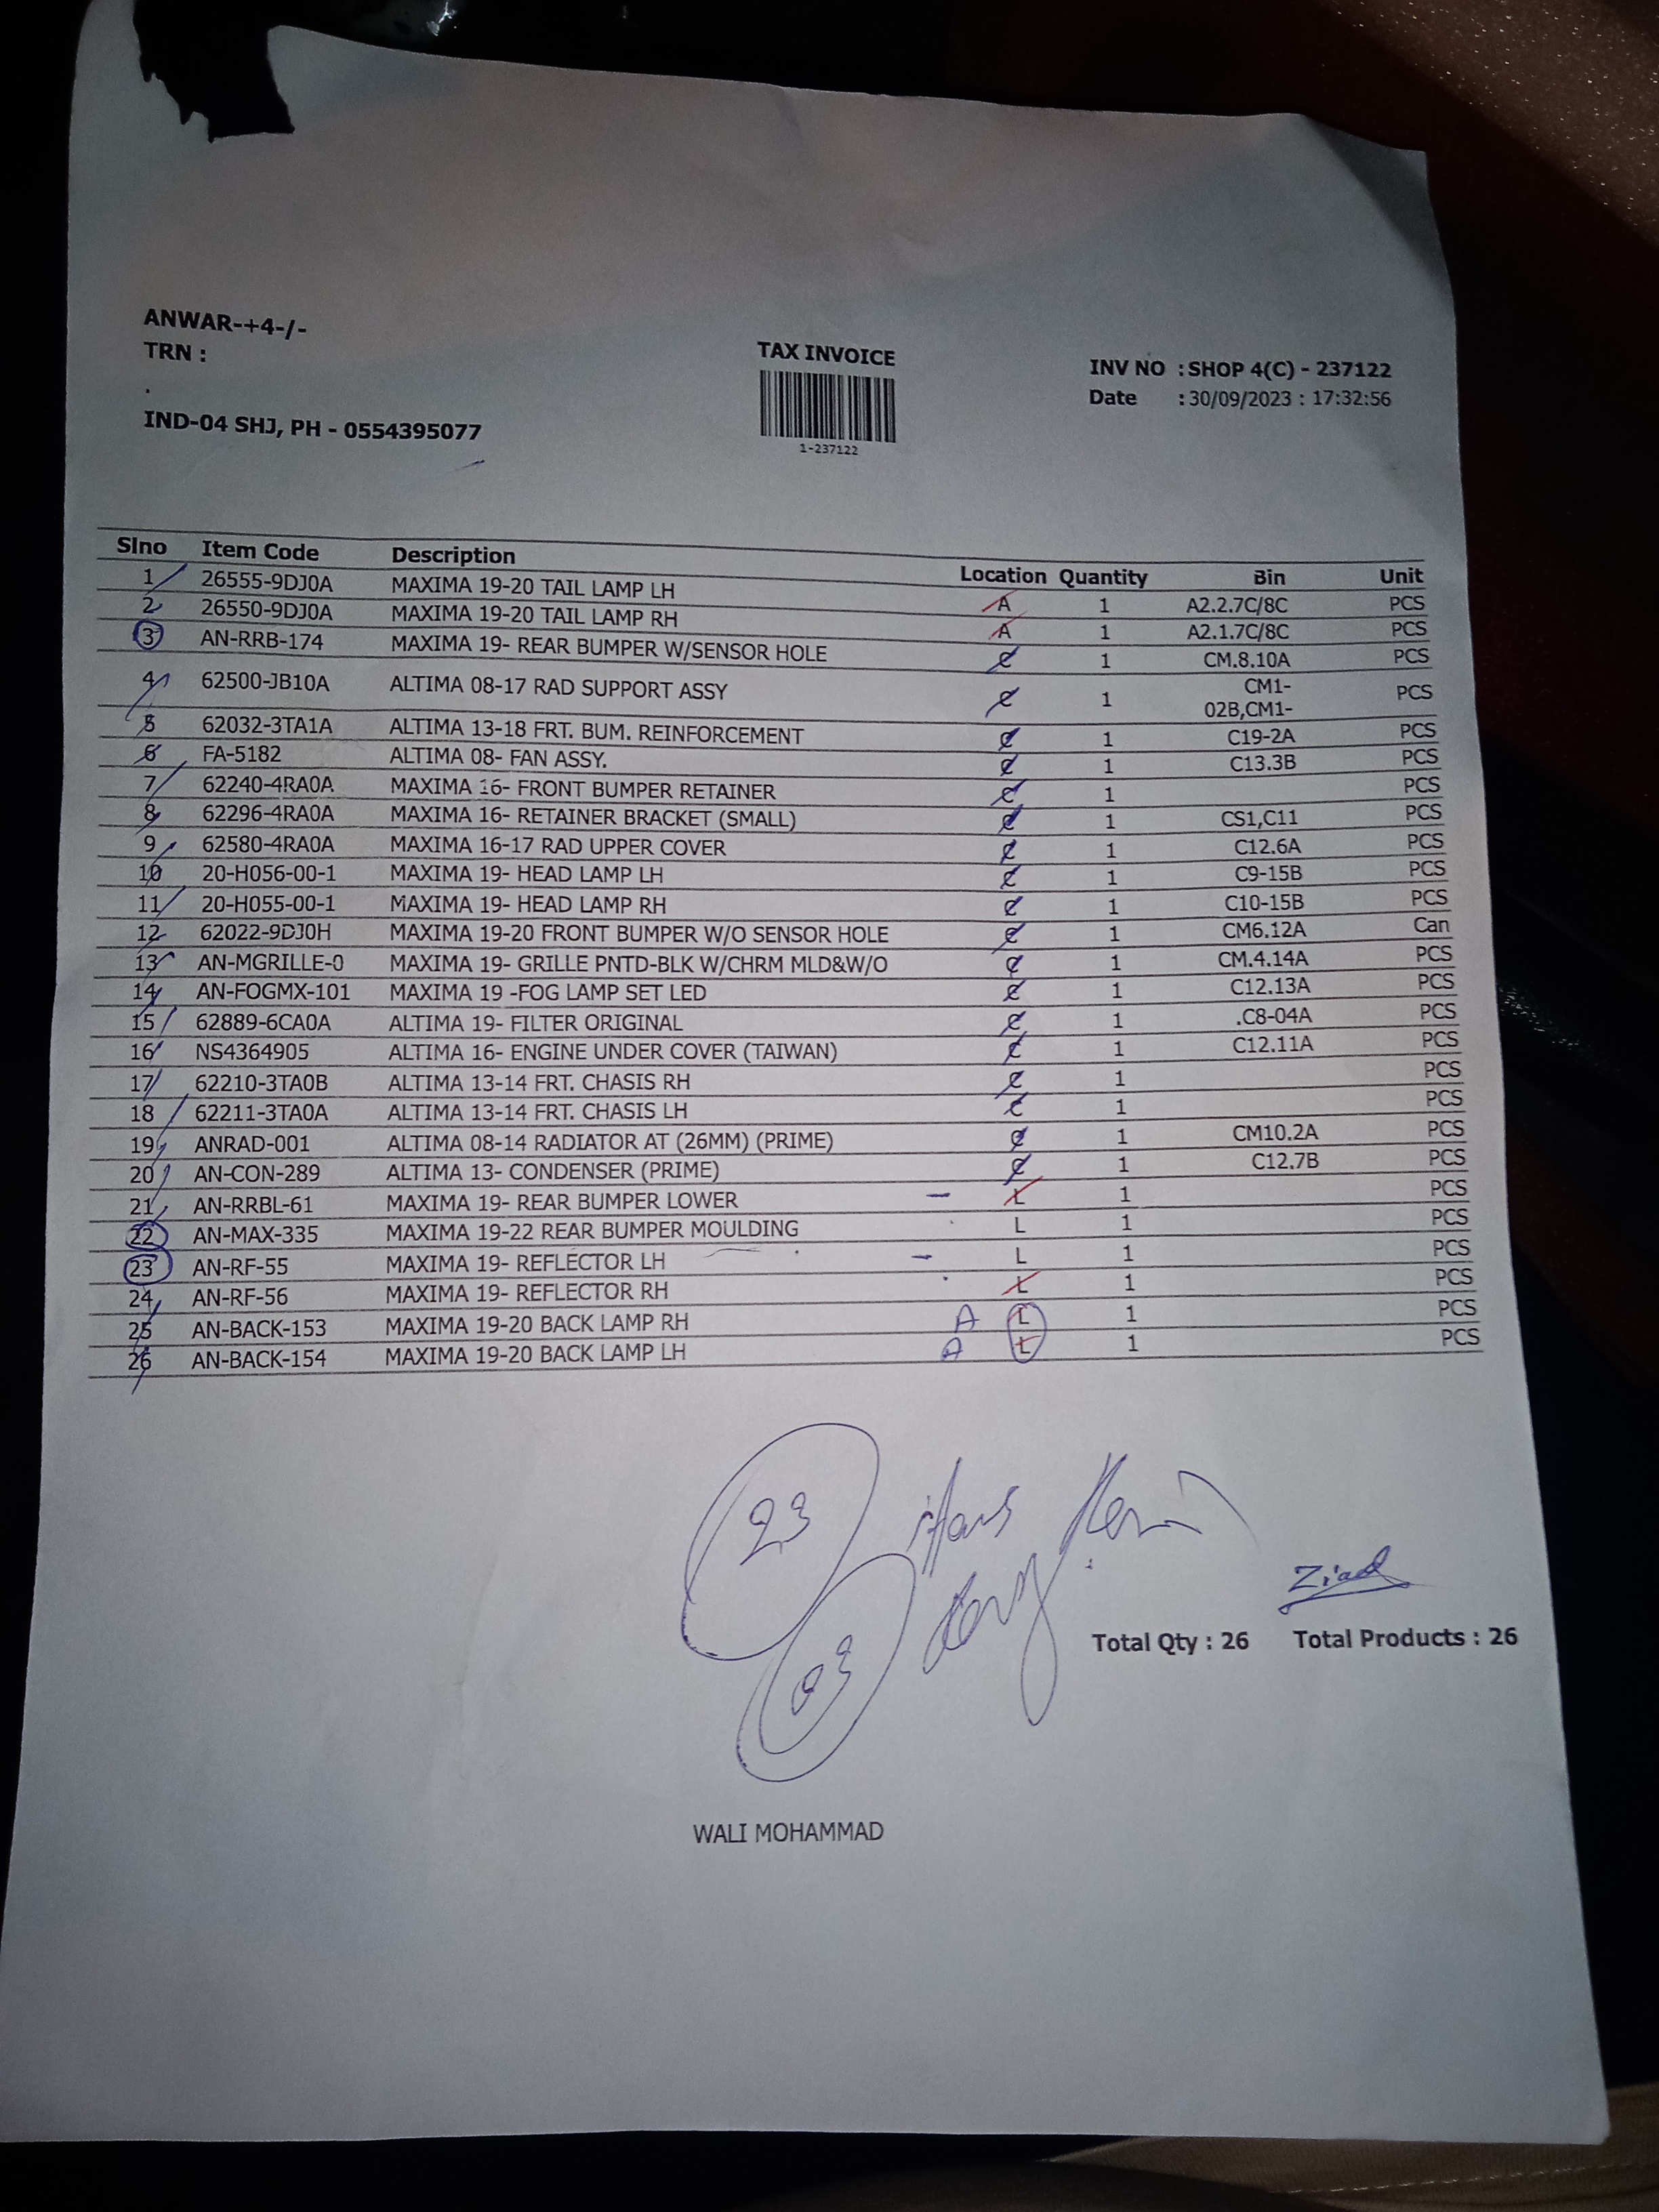 ANWAR-+4-/-
TRN :
.
IND-04 SHJ, PH - 0554395077
TAX INVOICE
1-237122
INV NO : SHOP 4(C) - 237122
Date : 30/09/2023 : 17:32:56
Slno Item Code Description Location Quantity Bin Unit
1 26555-9DJ0A MAXIMA 19-20 TAIL LAMP LH A 1 A2.2.7C/8C PCS
2 26550-9DJ0A MAXIMA 19-20 TAIL LAMP RH A 1 A2.1.7C/8C PCS
3 AN-RRB-174 MAXIMA 19- REAR BUMPER W/SENSOR HOLE C 1 CM.8.10A PCS
4 62500-JB10A ALTIMA 08-17 RAD SUPPORT ASSY C 1 CM1-
02B,CM1- PCS
5 62032-3TA1A ALTIMA 13-18 FRT. BUM. REINFORCEMENT C 1 C19-2A PCS
6 FA-5182 ALTIMA 08- FAN ASSY. C 1 C13.3B PCS
7 62240-4RA0A MAXIMA 16- FRONT BUMPER RETAINER C 1 PCS
8 62296-4RA0A MAXIMA 16- RETAINER BRACKET (SMALL) C 1 CS1,C11 PCS
9 62580-4RA0A MAXIMA 16-17 RAD UPPER COVER C 1 C12.6A PCS
10 20-H056-00-1 MAXIMA 19- HEAD LAMP LH C 1 C9-15B PCS
11 20-H055-00-1 MAXIMA 19- HEAD LAMP RH C 1 C10-15B PCS
12 62022-9DJ0H MAXIMA 19-20 FRONT BUMPER W/O SENSOR HOLE C 1 CM6.12A Can
13 AN-MGRILLE-0 MAXIMA 19- GRILLE PNTD-BLK W/CHRM MLD&W/O C 1 CM.4.14A PCS
14 AN-FOGMX-101 MAXIMA 19 -FOG LAMP SET LED C 1 C12.13A PCS
15 62889-6CA0A ALTIMA 19- FILTER ORIGINAL C 1 .C8-04A PCS
16 NS4364905 ALTIMA 16- ENGINE UNDER COVER (TAIWAN) C 1 C12.11A PCS
17 62210-3TA0B ALTIMA 13-14 FRT. CHASIS RH C 1 PCS
18 62211-3TA0A ALTIMA 13-14 FRT. CHASIS LH C 1 PCS
19 ANRAD-001 ALTIMA 08-14 RADIATOR AT (26MM) (PRIME) C 1 CM10.2A PCS
20 AN-CON-289 ALTIMA 13- CONDENSER (PRIME) C 1 C12.7B PCS
21 AN-RRBL-61 MAXIMA 19- REAR BUMPER LOWER - L 1 PCS
22 AN-MAX-335 MAXIMA 19-22 REAR BUMPER MOULDING L 1 PCS
23 AN-RF-55 MAXIMA 19- REFLECTOR LH - L 1 PCS
24 AN-RF-56 MAXIMA 19- REFLECTOR RH L 1 PCS
25 AN-BACK-153 MAXIMA 19-20 BACK LAMP RH A L 1 PCS
26 AN-BACK-154 MAXIMA 19-20 BACK LAMP LH A L 1 PCS
23
Ziad
03
Total Qty : 26 Total Products : 26
WALI MOHAMMAD